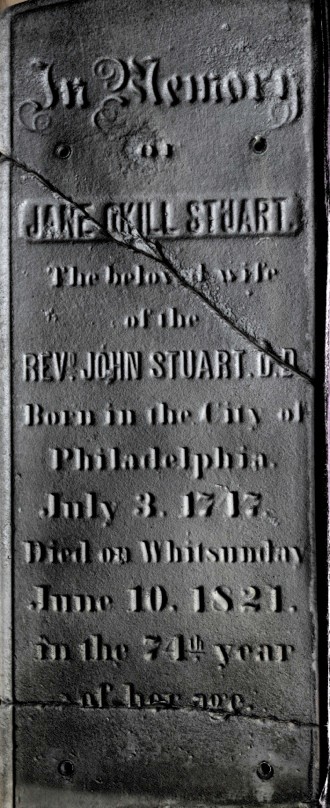 In Memory
of
JANE OKILL STUART.
The beloved wife
of the
REVD. JOHN STUART. D.D.
Born in the City of
Philadelphia.
July 3. 1747.
Died on Whitsunday
June 10. 1821.
in the 74th year
of her age.